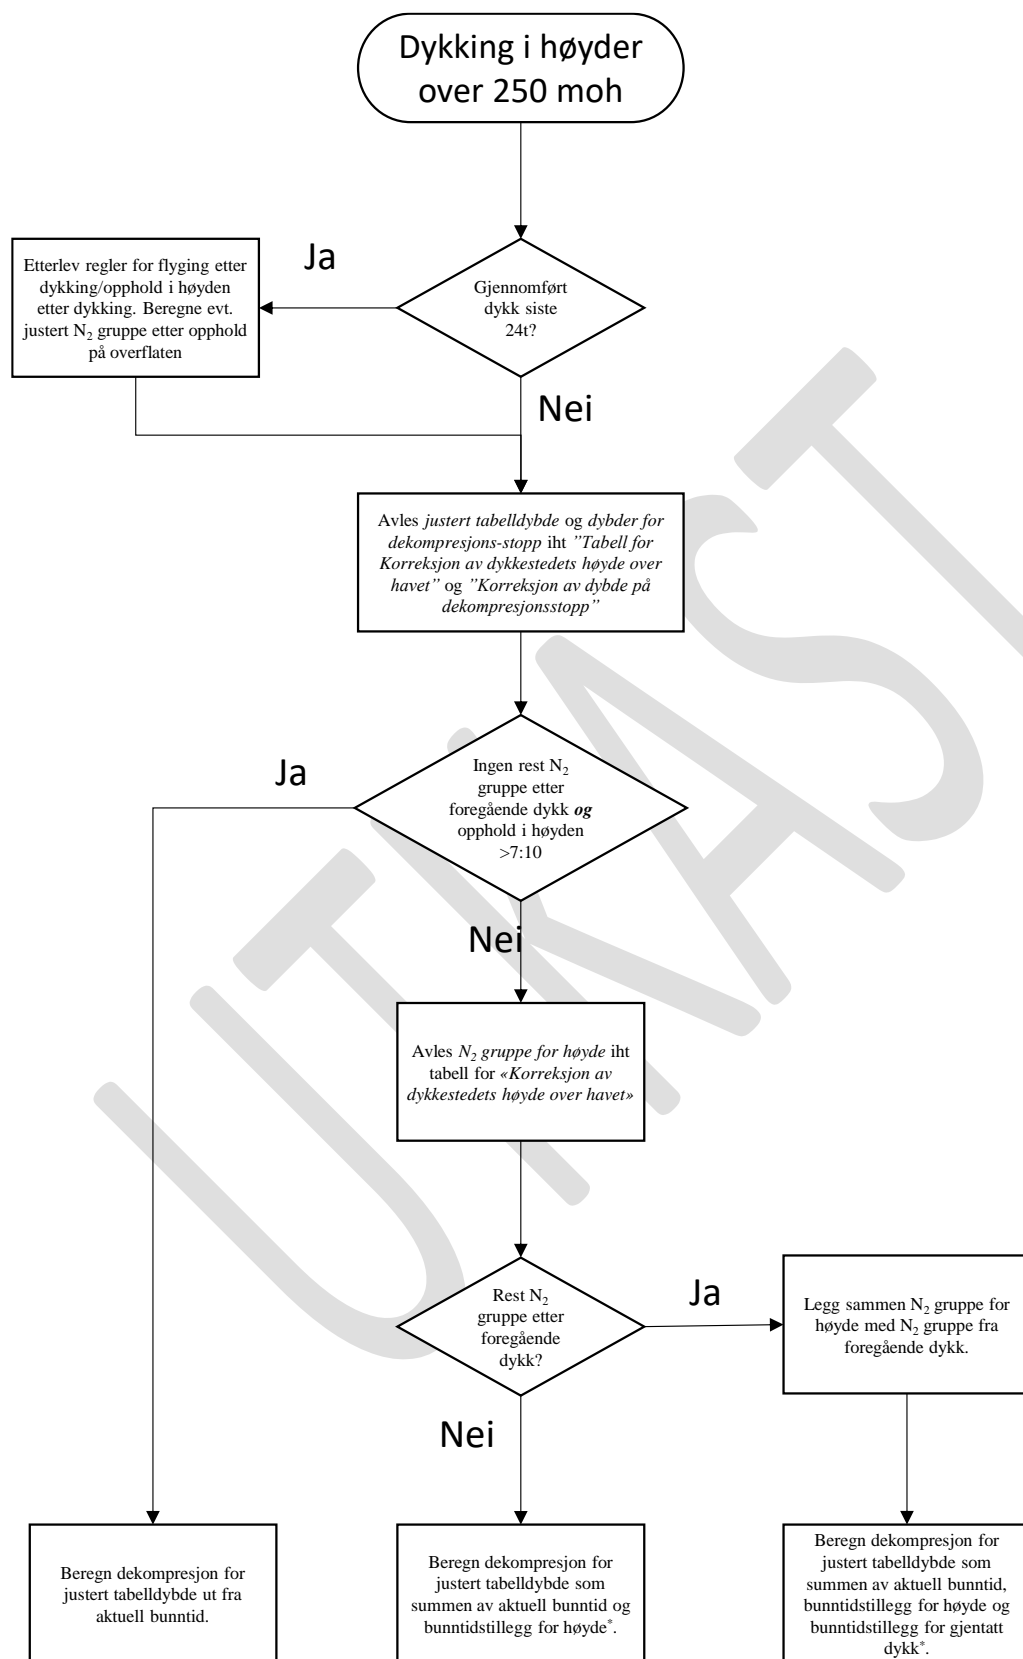 Dykking i høyder
over 250 moh
Ja
Etterlev regler for flyging etter
dykking/opphold i høyden
etter dykking. Beregne evt.
justert N₂ gruppe etter opphold
på overflaten
Gjennomført
dykk siste
24t?
Nei
Avles justert tabelldybde og dybder for
dekompresjons-stopp iht ”Tabell for
Korreksjon av dykkestedets høyde over
havet” og ”Korreksjon av dybde på
dekompresjonsstopp”
Ja
Ingen rest N₂
gruppe etter
foregående dykk og
opphold i høyden
>7:10
Nei
Avles N₂ gruppe for høyde iht
tabell for «Korreksjon av
dykkestedets høyde over havet»
Rest N₂
gruppe etter
foregående
dykk?
Ja
Legg sammen N₂ gruppe for
høyde med N₂ gruppe fra
foregående dykk.
Nei
Beregn dekompresjon for
justert tabelldybde ut fra
aktuell bunntid.
Beregn dekompresjon for
justert tabelldybde som
summen av aktuell bunntid og
bunntidstillegg for høyde*.
Beregn dekompresjon for
justert tabelldybde som
summen av aktuell bunntid,
bunntidstillegg for høyde og
bunntidstillegg for gjentatt
dykk*.
UTKAST